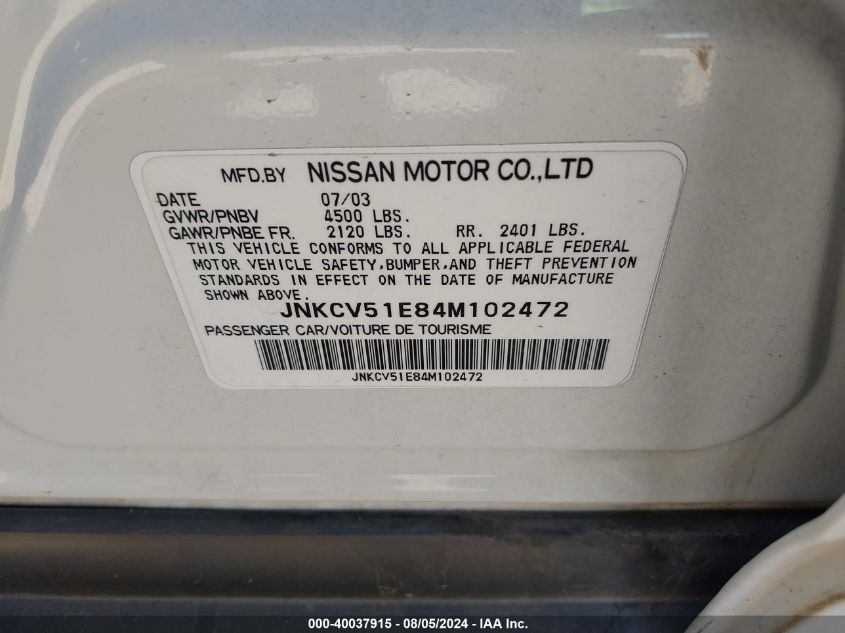 MFD.BY NISSAN MOTOR CO.,LTD
DATE 07/03
GVWR/PNBV 4500 LBS.
GAWR/PNBE FR. 2120 LBS. RR. 2401 LBS.
THIS VEHICLE CONFORMS TO ALL APPLICABLE FEDERAL
MOTOR VEHICLE SAFETY,BUMPER,AND THEFT PREVENTION
STANDARDS IN EFFECT ON THE DATE OF MANUFACTURE
SHOWN ABOVE. JNKCV51E84M102472
PASSENGER CAR/VOITURE DE TOURISME
JNKCV51E84M102472
000-40037915 - 08/05/2024 - IAA Inc.